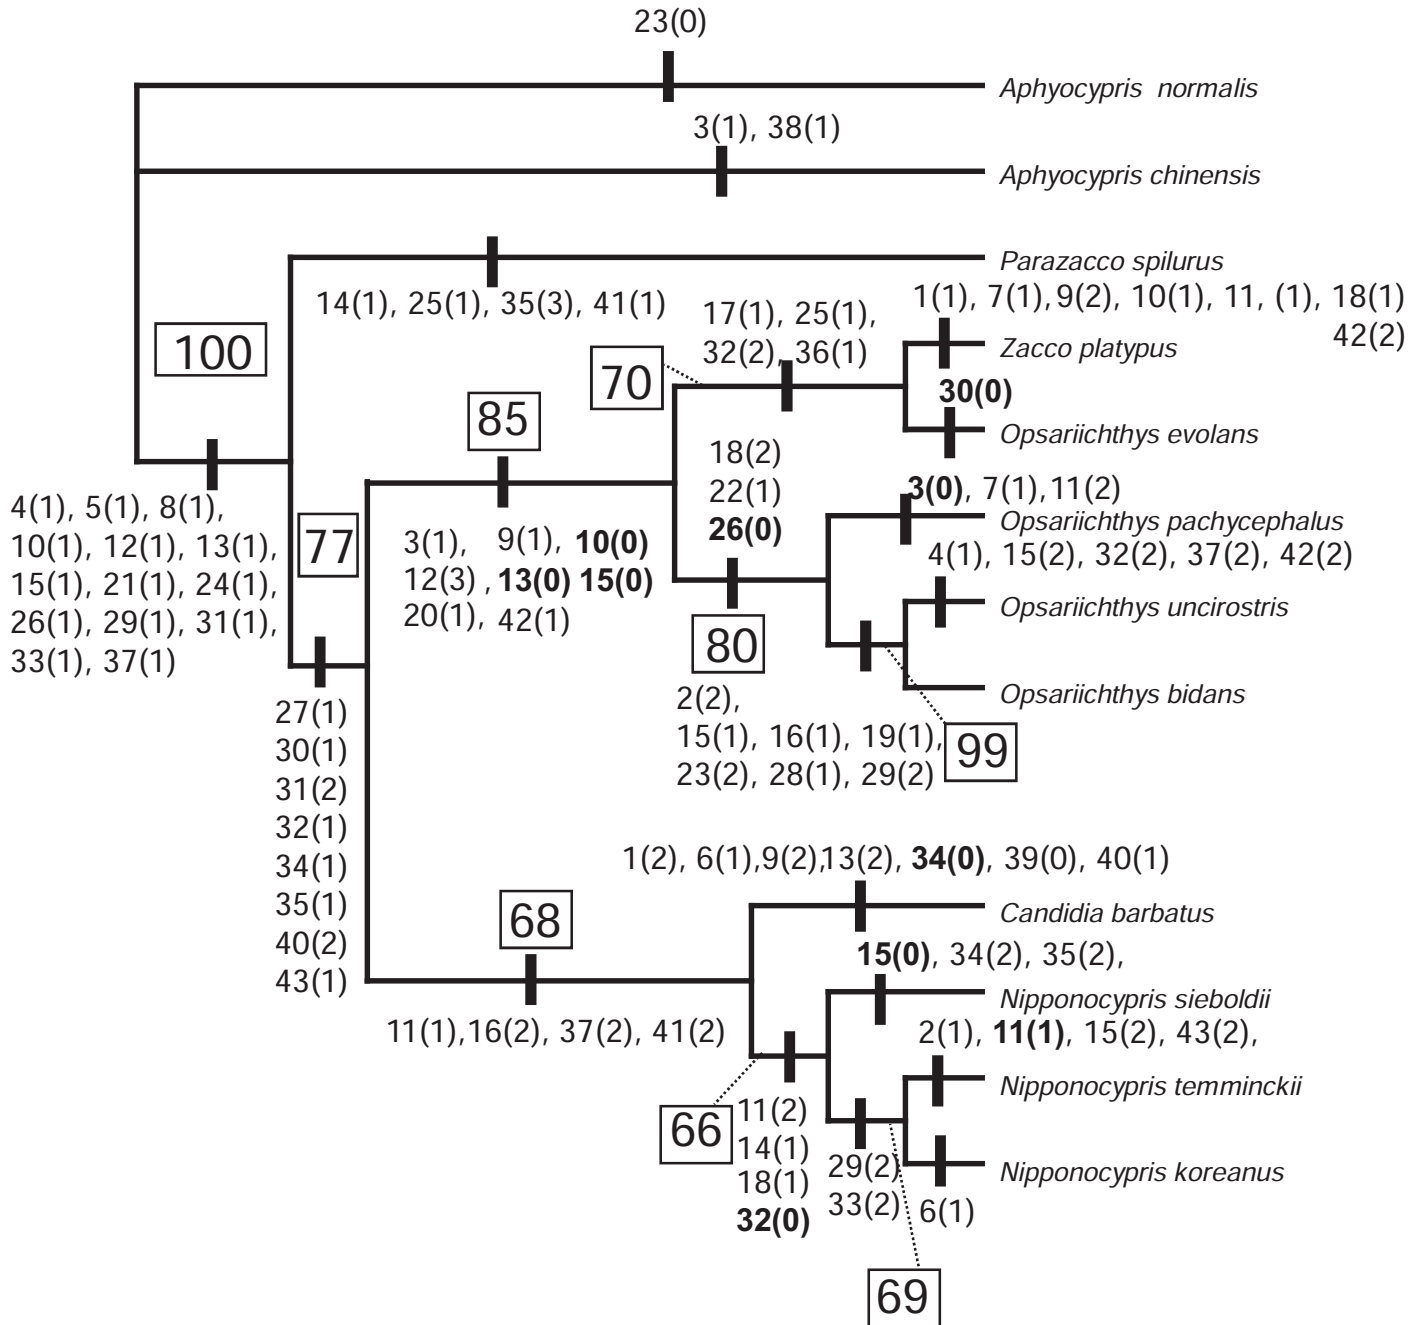 23(0)
Aphyocypris normalis
3(1), 38(1)
Aphyocypris chinensis
Parazacco spilurus
14(1), 25(1), 35(3), 41(1)
1(1), 7(1), 9(2), 10(1), 11, (1), 18(1)
42(2)
17(1), 25(1),
32(2), 36(1)
Zacco platypus
100
70
30(0)
85
Opsariichthys evolans
18(2)
22(1)
26(0)
3(0), 7(1), 11(2)
Opsariichthys pachycephalus
4(1), 5(1), 8(1),
10(1), 12(1), 13(1),
15(1), 21(1), 24(1),
26(1), 29(1), 31(1),
33(1), 37(1)
77
3(1), 9(1), 10(0)
12(3), 13(0) 15(0)
20(1), 42(1)
4(1), 15(2), 32(2), 37(2), 42(2)
Opsariichthys uncirostris
80
Opsariichthys bidans
2(2),
15(1), 16(1), 19(1),
23(2), 28(1), 29(2)
99
27(1)
30(1)
31(2)
32(1)
34(1)
35(1)
40(2)
43(1)
1(2), 6(1),9(2),13(2), 34(0), 39(0), 40(1)
68
Candidia barbatus
15(0), 34(2), 35(2),
Nipponocypris sieboldii
11(1),16(2), 37(2), 41(2)
2(1), 11(1), 15(2), 43(2),
Nipponocypris temminckii
66
11(2)
14(1)
18(1)
32(0)
29(2)
33(2)
Nipponocypris koreanus
6(1)
69